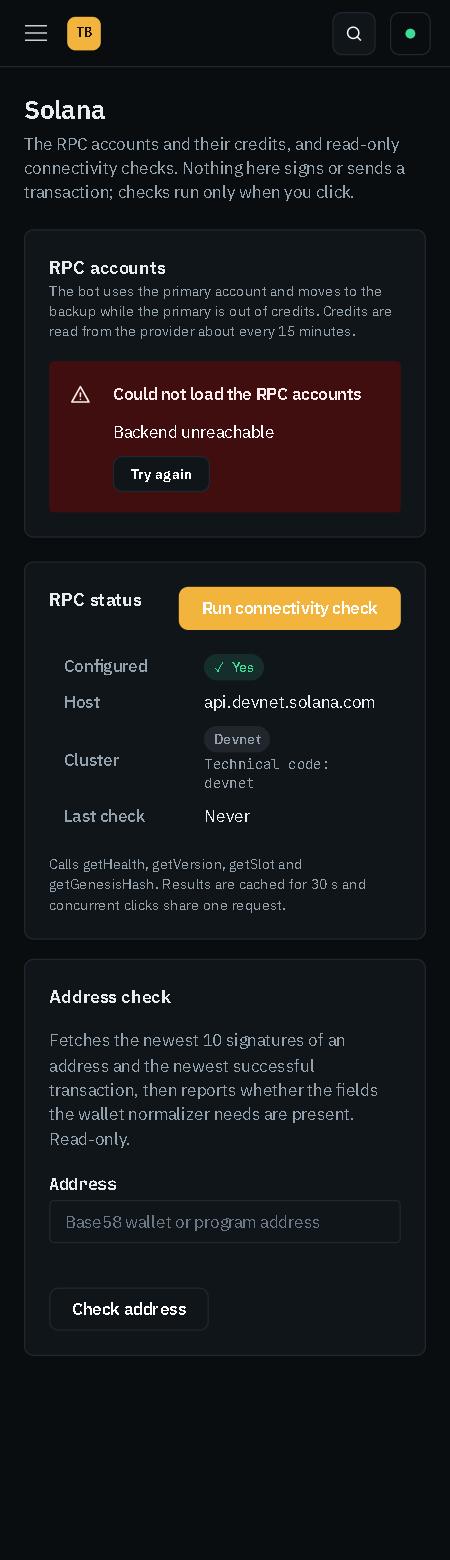 TB
Solana
The RPC accounts and their credits, and read-only
connectivity checks. Nothing here signs or sends a
transaction; checks run only when you click.
RPC accounts
The bot uses the primary account and moves to the
backup while the primary is out of credits. Credits are
read from the provider about every 15 minutes.
Could not load the RPC accounts
Backend unreachable
Try again
RPC status
Run connectivity check
Configured
✓ Yes
Host
api.devnet.solana.com
Cluster
Devnet
Technical code:
devnet
Last check
Never
Calls getHealth, getVersion, getSlot and
getGenesisHash. Results are cached for 30 s and
concurrent clicks share one request.
Address check
Fetches the newest 10 signatures of an
address and the newest successful
transaction, then reports whether the fields
the wallet normalizer needs are present.
Read-only.
Address
Base58 wallet or program address
Check address